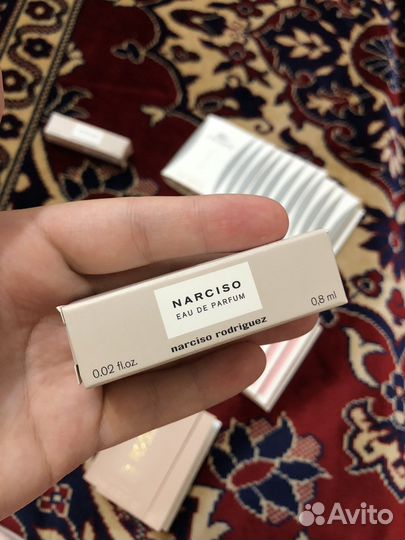 NARCISO
EAU DE PARFUM
narciso rodriguez
0.02 fl.oz.
0,8 ml
Avito